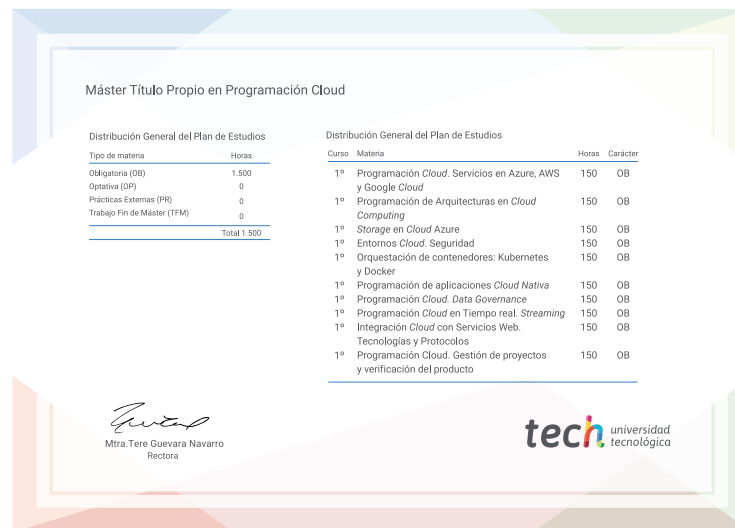 Máster Título Propio en Programación Cloud
Distribución General del Plan de Estudios
Tipo de materia Horas
Obligatoria (OB) 1.500
Optativa (OP) 0
Prácticas Externas (PR) 0
Trabajo Fin de Máster (TFM) 0
Total 1.500
Distribución General del Plan de Estudios
Curso Materia Horas Carácter
1º Programación Cloud. Servicios en Azure, AWS 150 OB
y Google Cloud
1º Programación de Arquitecturas en Cloud 150 OB
Computing
1º Storage en Cloud Azure 150 OB
1º Entornos Cloud. Seguridad 150 OB
1º Orquestación de contenedores: Kubernetes 150 OB
y Docker
1º Programación de aplicaciones Cloud Nativa 150 OB
1º Programación Cloud. Data Governance 150 OB
1º Programación Cloud en Tiempo real. Streaming 150 OB
1º Integración Cloud con Servicios Web. 150 OB
Tecnologías y Protocolos
1º Programación Cloud. Gestión de proyectos 150 OB
y verificación del producto
Mtra.Tere Guevara Navarro
Rectora
tech universidad
tecnológica